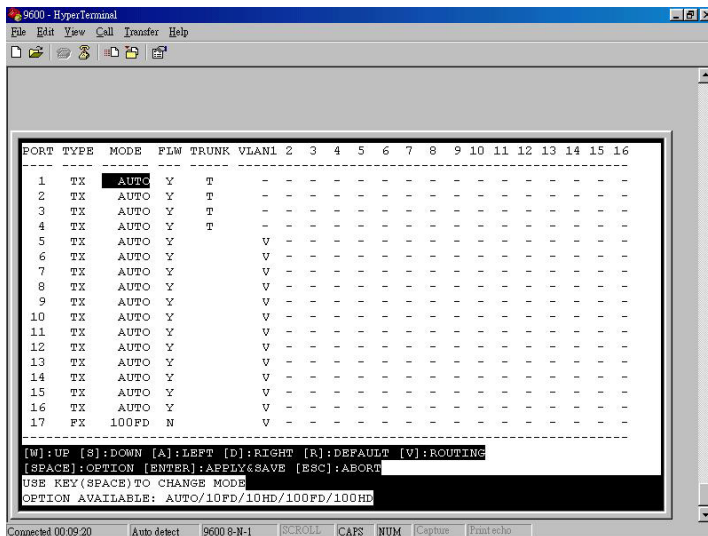 9600 - HyperTerminal
File Edit View Call Transfer Help
PORT TYPE MODE FLW TRUNK VLAN1 2 3 4 5 6 7 8 9 10 11 12 13 14 15 16
---- ---- ------ --- ----- -----------------------------------------------
1 TX AUTO Y T - - - - - - - - - - - - - - - -
2 TX AUTO Y T - - - - - - - - - - - - - - - -
3 TX AUTO Y T - - - - - - - - - - - - - - - -
4 TX AUTO Y T - - - - - - - - - - - - - - - -
5 TX AUTO Y V - - - - - - - - - - - - - - -
6 TX AUTO Y V - - - - - - - - - - - - - - -
7 TX AUTO Y V - - - - - - - - - - - - - - -
8 TX AUTO Y V - - - - - - - - - - - - - - -
9 TX AUTO Y V - - - - - - - - - - - - - - -
10 TX AUTO Y V - - - - - - - - - - - - - - -
11 TX AUTO Y V - - - - - - - - - - - - - - -
12 TX AUTO Y V - - - - - - - - - - - - - - -
13 TX AUTO Y V - - - - - - - - - - - - - - -
14 TX AUTO Y V - - - - - - - - - - - - - - -
15 TX AUTO Y V - - - - - - - - - - - - - - -
16 TX AUTO Y V - - - - - - - - - - - - - - -
17 FX 100FD N V - - - - - - - - - - - - - - -
[W]:UP [S]:DOWN [A]:LEFT [D]:RIGHT [R]:DEFAULT [V]:ROUTING
[SPACE]:OPTION [ENTER]:APPLY&SAVE [ESC]:ABORT
USE KEY(SPACE)TO CHANGE MODE
OPTION AVAILABLE: AUTO/10FD/10HD/100FD/100HD
Connected 00:09:20 Auto detect 9600 8-N-1 SCROLL CAPS NUM Capture Print echo